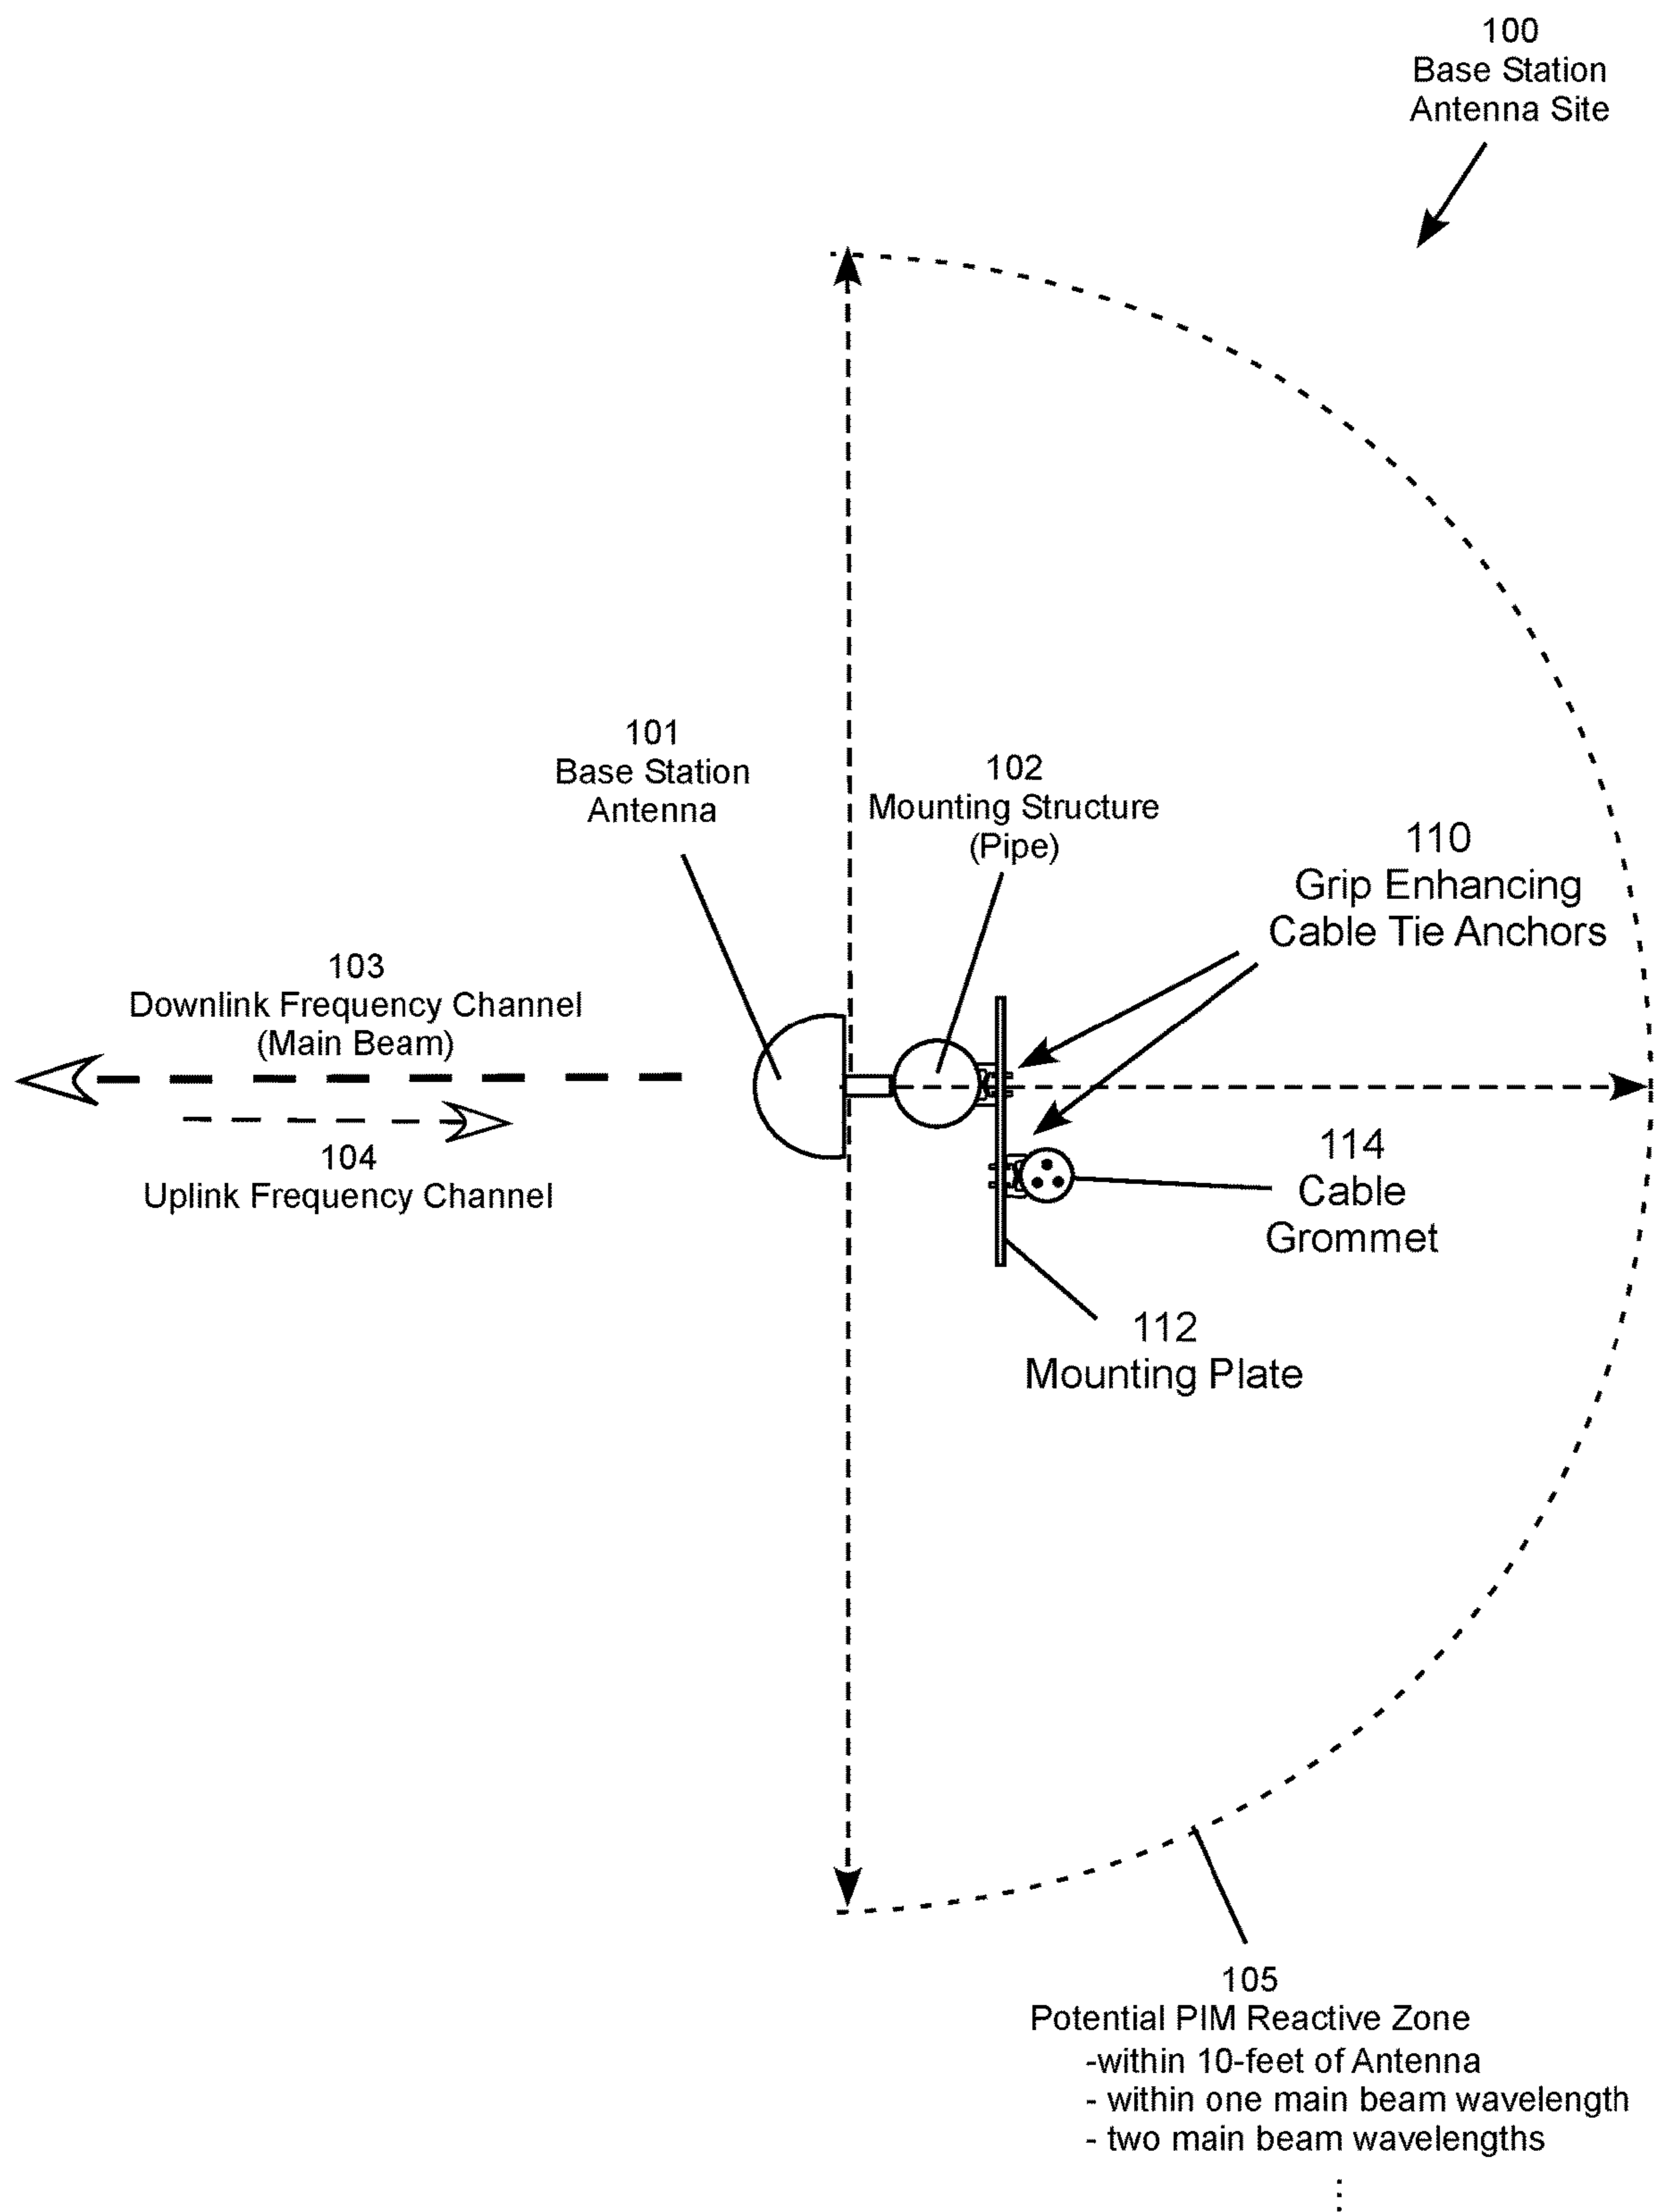 100
Base Station
Antenna Site
101
Base Station
Antenna
102
Mounting Structure
(Pipe)
110
Grip Enhancing
Cable Tie Anchors
103
Downlink Frequency Channel
(Main Beam)
104
Uplink Frequency Channel
114
Cable
Grommet
112
Mounting Plate
105
Potential PIM Reactive Zone
-within 10-feet of Antenna
- within one main beam wavelength
- two main beam wavelengths